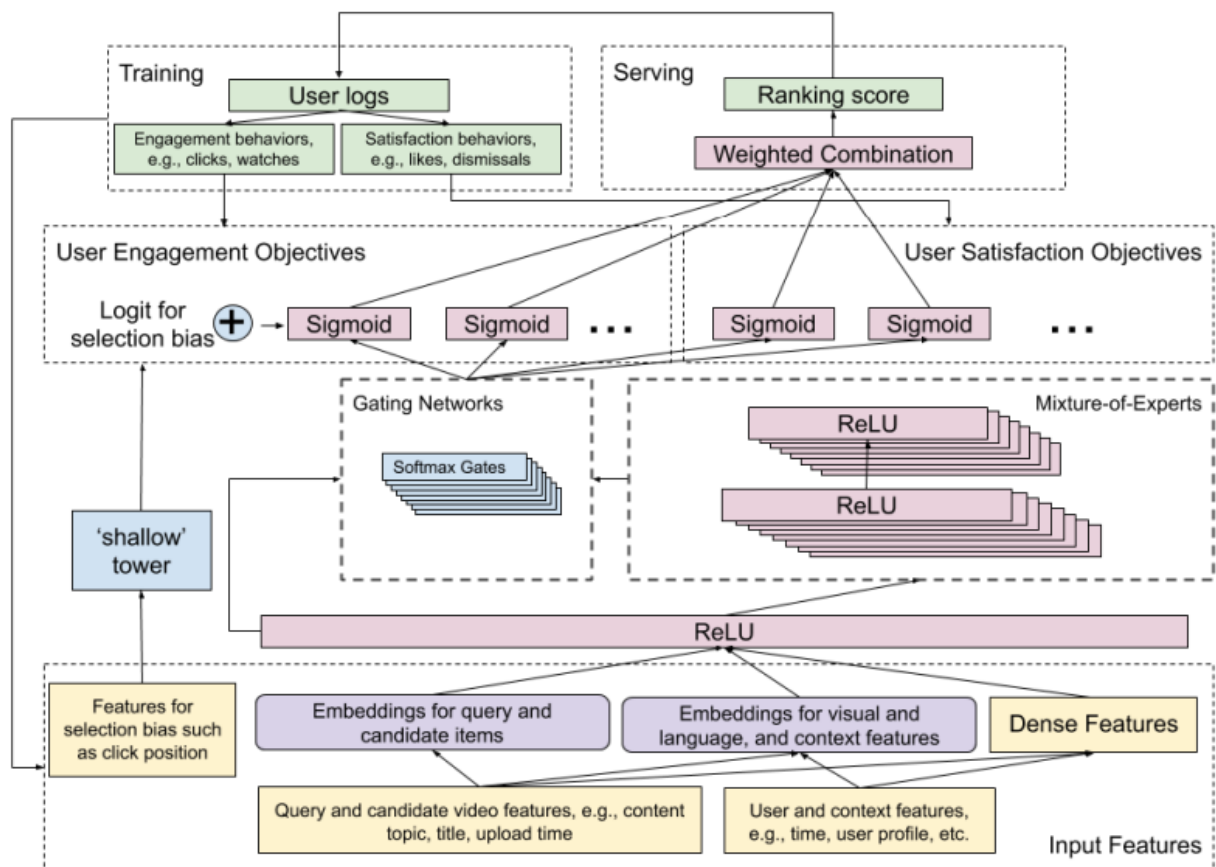 Training
User logs
Engagement behaviors,
e.g., clicks, watches
Satisfaction behaviors,
e.g., likes, dismissals
Serving
Ranking score
Weighted Combination
User Engagement Objectives
Logit for
selection bias
+
Sigmoid
Sigmoid
...
User Satisfaction Objectives
Sigmoid
Sigmoid
...
Gating Networks
Softmax Gates
Mixture-of-Experts
ReLU
ReLU
'shallow'
tower
ReLU
Features for
selection bias such
as click position
Embeddings for query and
candidate items
Embeddings for visual and
language, and context features
Dense Features
Query and candidate video features, e.g., content
topic, title, upload time
User and context features,
e.g., time, user profile, etc.
Input Features